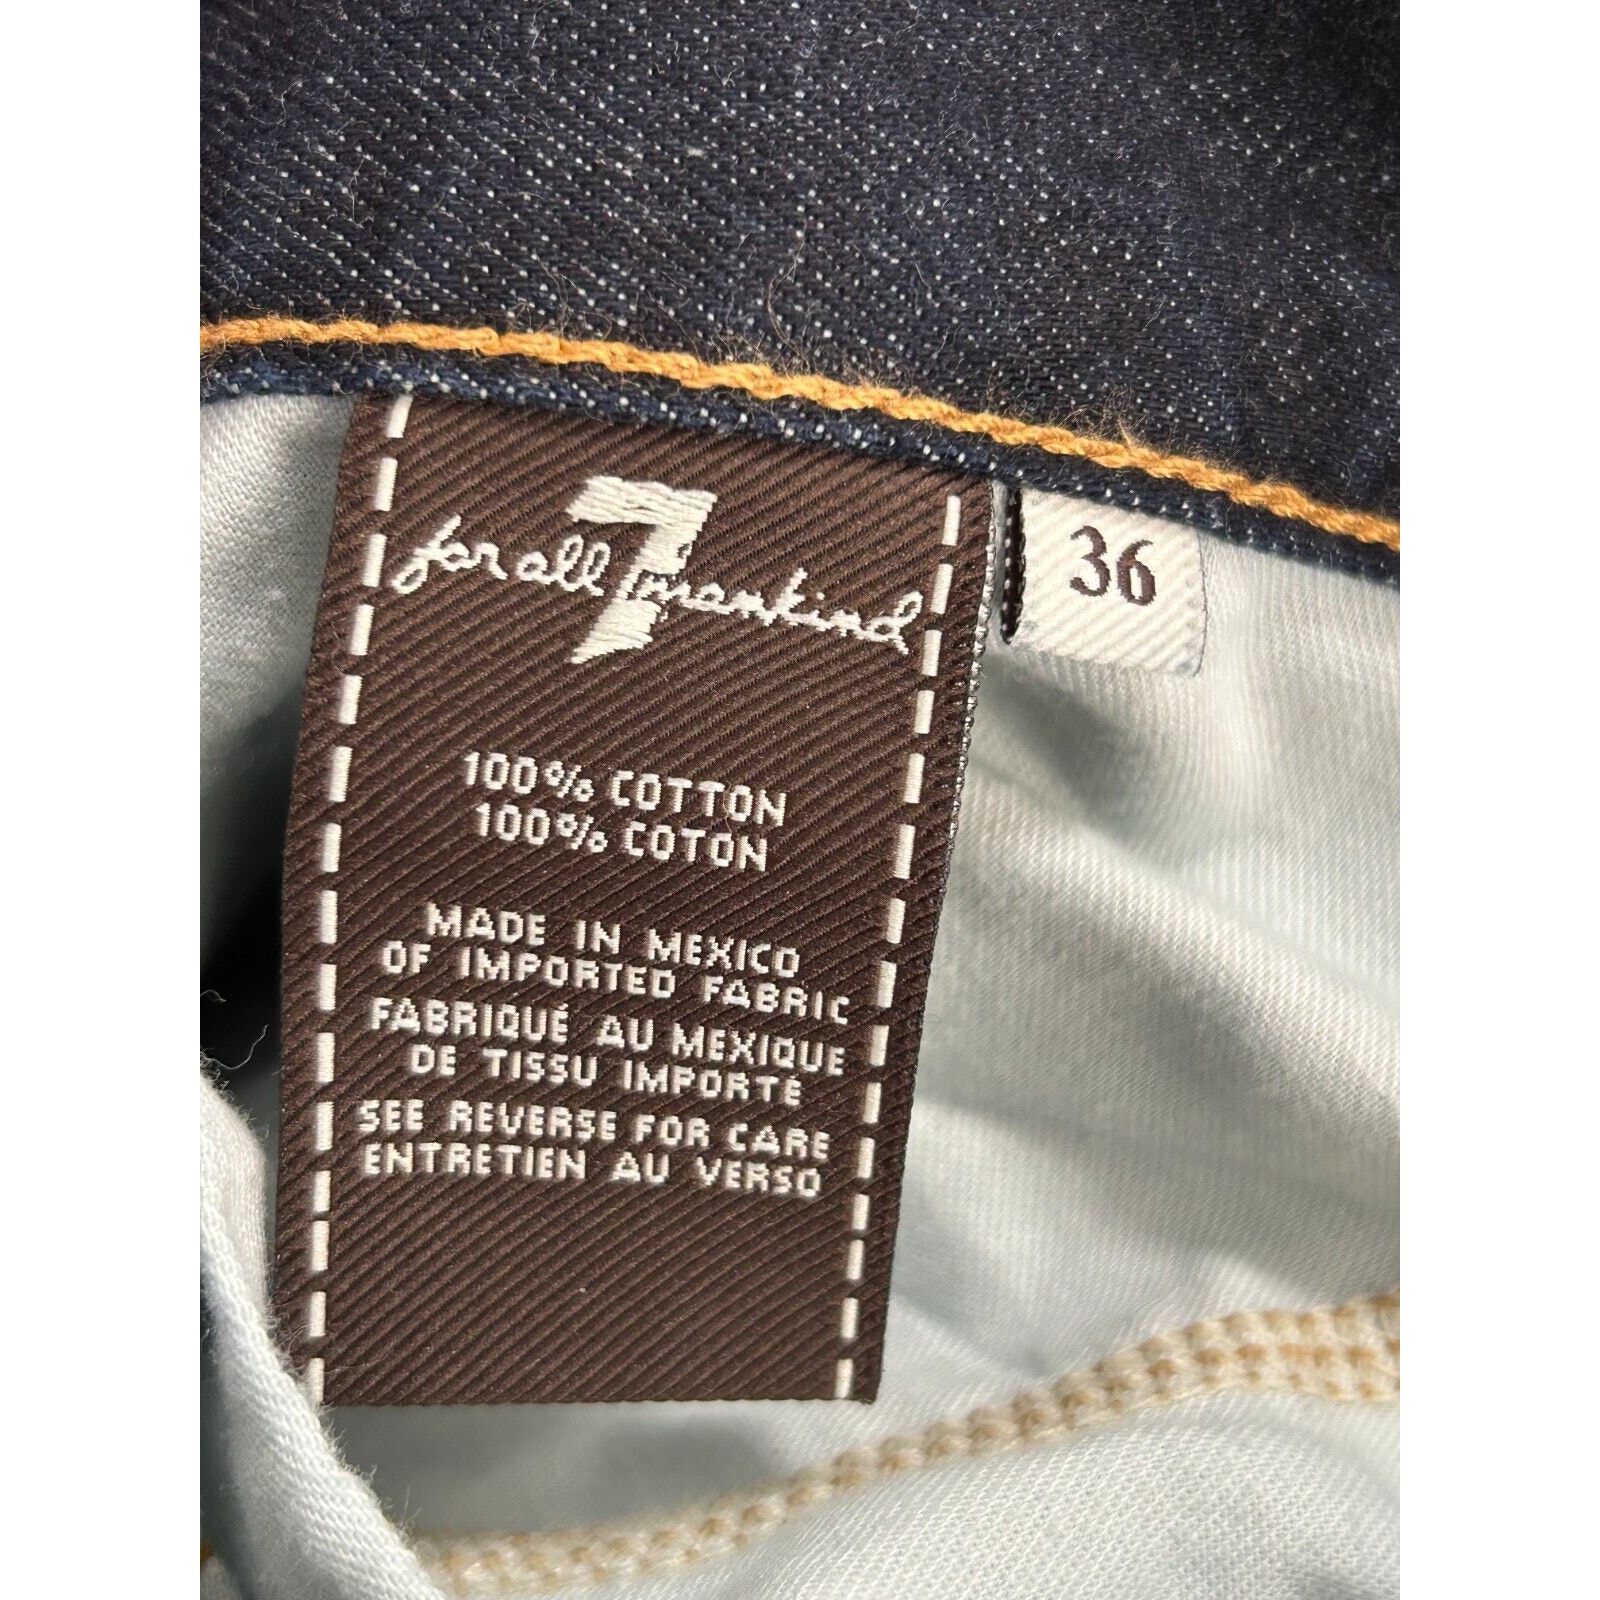 7
for all mankind
36
100% COTTON
100% COTON
MADE IN MEXICO
OF IMPORTED FABRIC
FABRIQUÉ AU MEXIQUE
DE TISSU IMPORTÉ
SEE REVERSE FOR CARE
ENTRETIEN AU VERSO